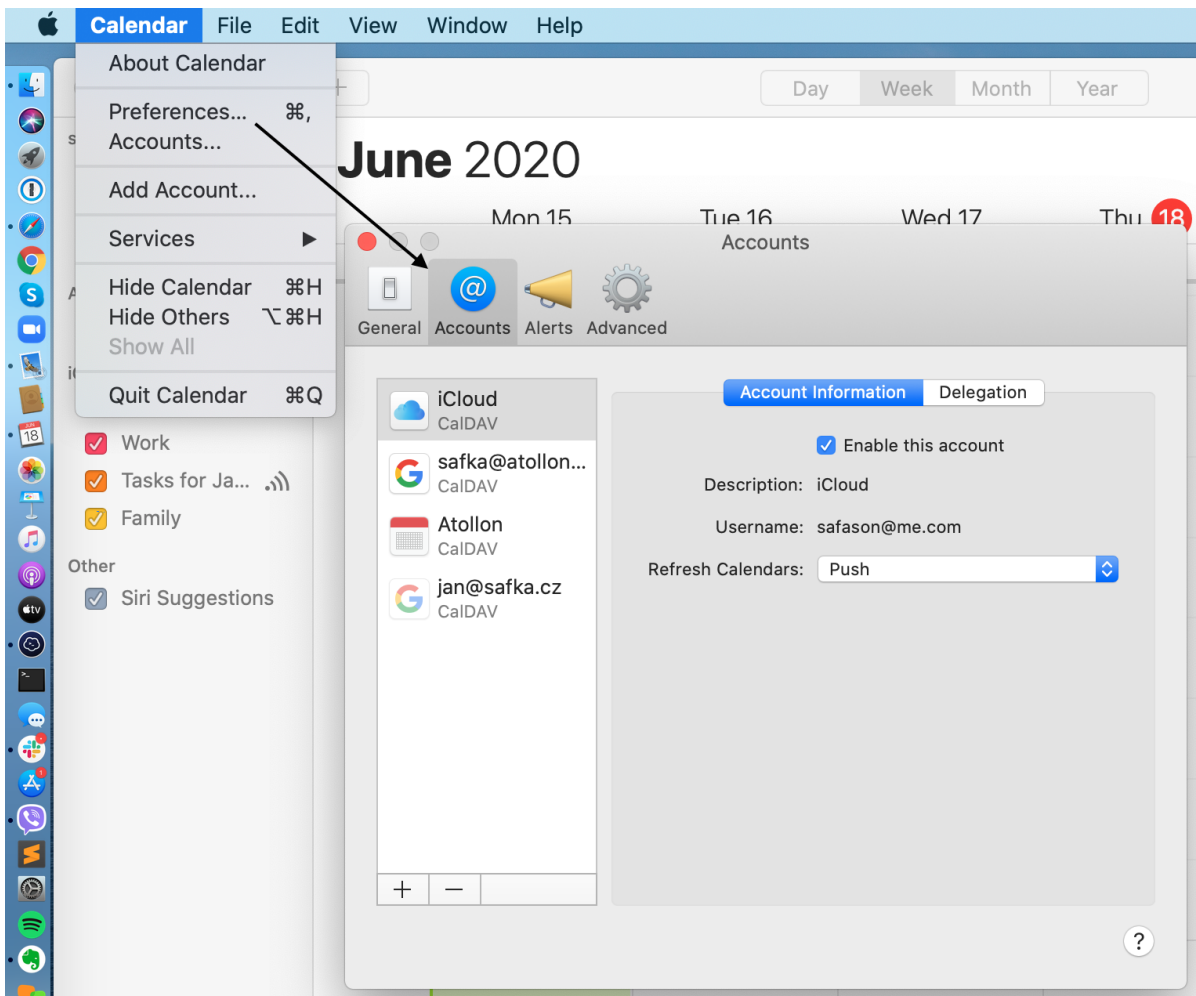 Calendar File Edit View Window Help
About Calendar
Preferences... ⌘,
Accounts...
Add Account...
Services ▶
Hide Calendar ⌘H
Hide Others ⌥⌘H
Show All
Quit Calendar ⌘Q
Day Week Month Year
June 2020
Mon 15 Tue 16 Wed 17 Thu 18
Work
Tasks for Ja...
Family
Other
Siri Suggestions
Accounts
General Accounts Alerts Advanced
iCloud
CalDAV
safka@atollon...
CalDAV
Atollon
CalDAV
jan@safka.cz
CalDAV
+ −
Account Information Delegation
Enable this account
Description: iCloud
Username: safason@me.com
Refresh Calendars: Push
?
JUN
18
tv